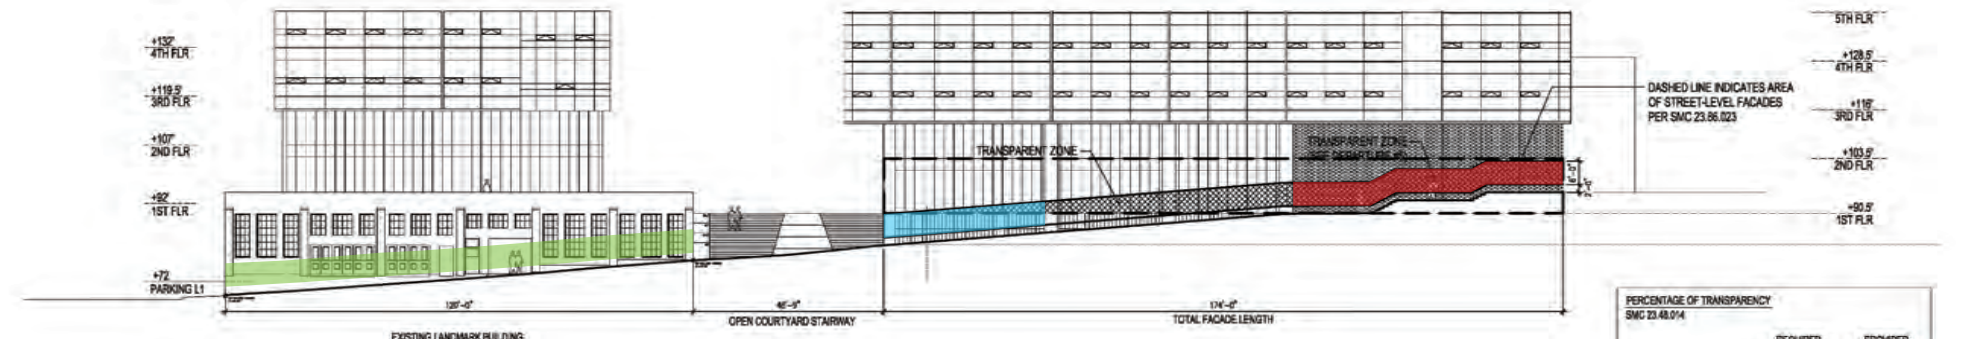 +132'
4TH FLR
+119.5'
3RD FLR
+107'
2ND FLR
+92'
1ST FLR
+72
PARKING L1
120'-0"
EXISTING LANDMARK BUILDING
OPEN COURTYARD STAIRWAY
174'-0"
TOTAL FACADE LENGTH
TRANSPARENT ZONE
TRANSPARENT ZONE
5TH FLR
+128.5'
4TH FLR
DASHED LINE INDICATES AREA
OF STREET-LEVEL FACADES
PER SMC 23.86.023
+116'
3RD FLR
+103.5'
2ND FLR
+90.5'
1ST FLR
PERCENTAGE OF TRANSPARENCY
SMC 23.48.014
REQUIRED PROVIDED